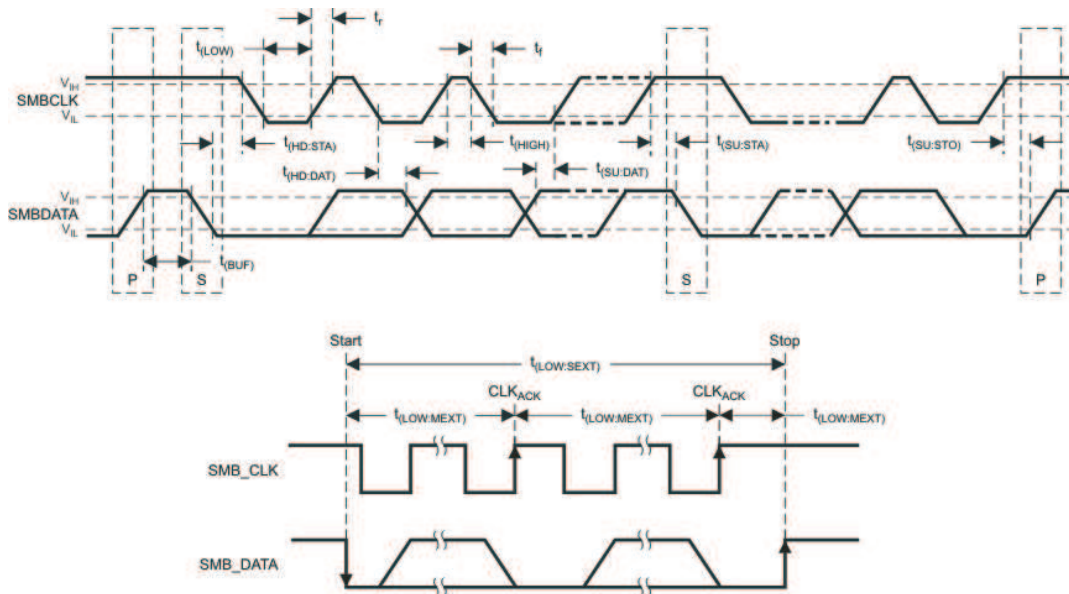 tr
t(LOW)
tf
VIH
SMBCLK
VIL
t(HD:STA)
t(HIGH)
t(SU:STA)
t(SU:STO)
t(HD:DAT)
t(SU:DAT)
VIH
SMBDATA
VIL
t(BUF)
P
S
S
P
Start
Stop
t(LOW:SEXT)
CLKACK
CLKACK
t(LOW:MEXT)
t(LOW:MEXT)
t(LOW:MEXT)
SMB_CLK
SMB_DATA